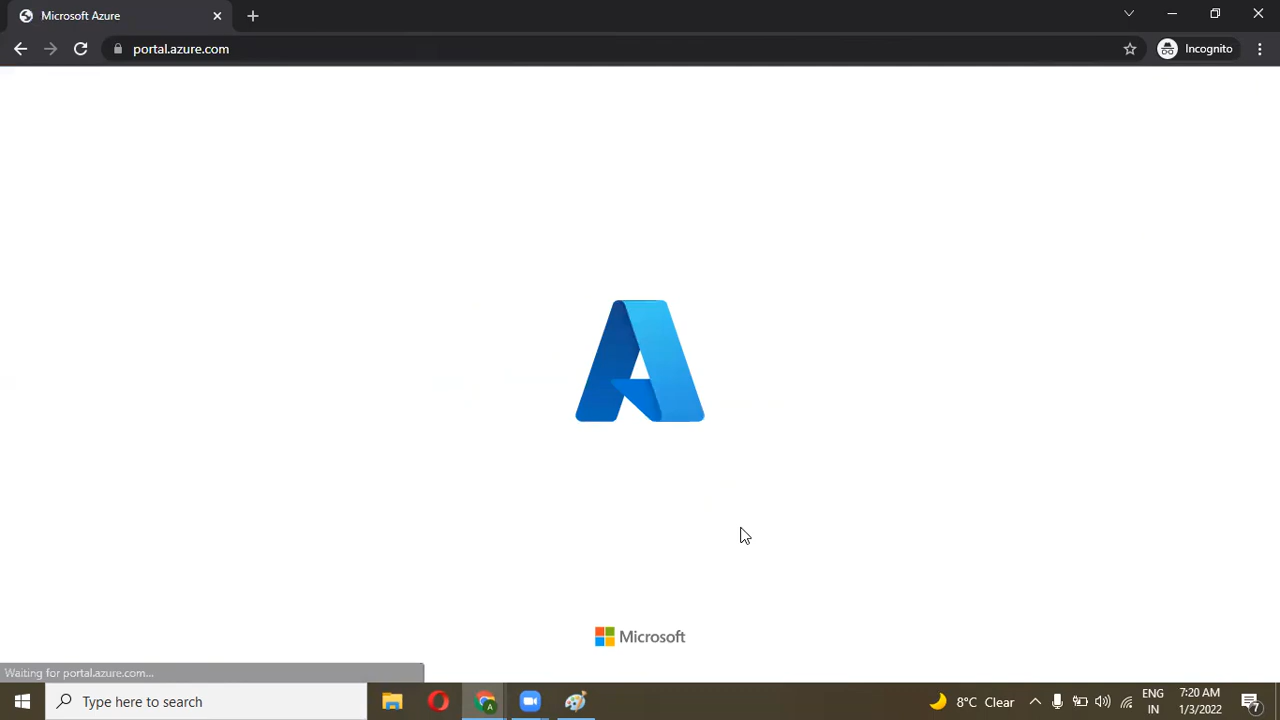 Microsoft Azure
portal.azure.com
Incognito
Microsoft
Waiting for portal.azure.com...
Type here to search
A
8°C Clear
ENG
IN
7:20 AM
1/3/2022
7